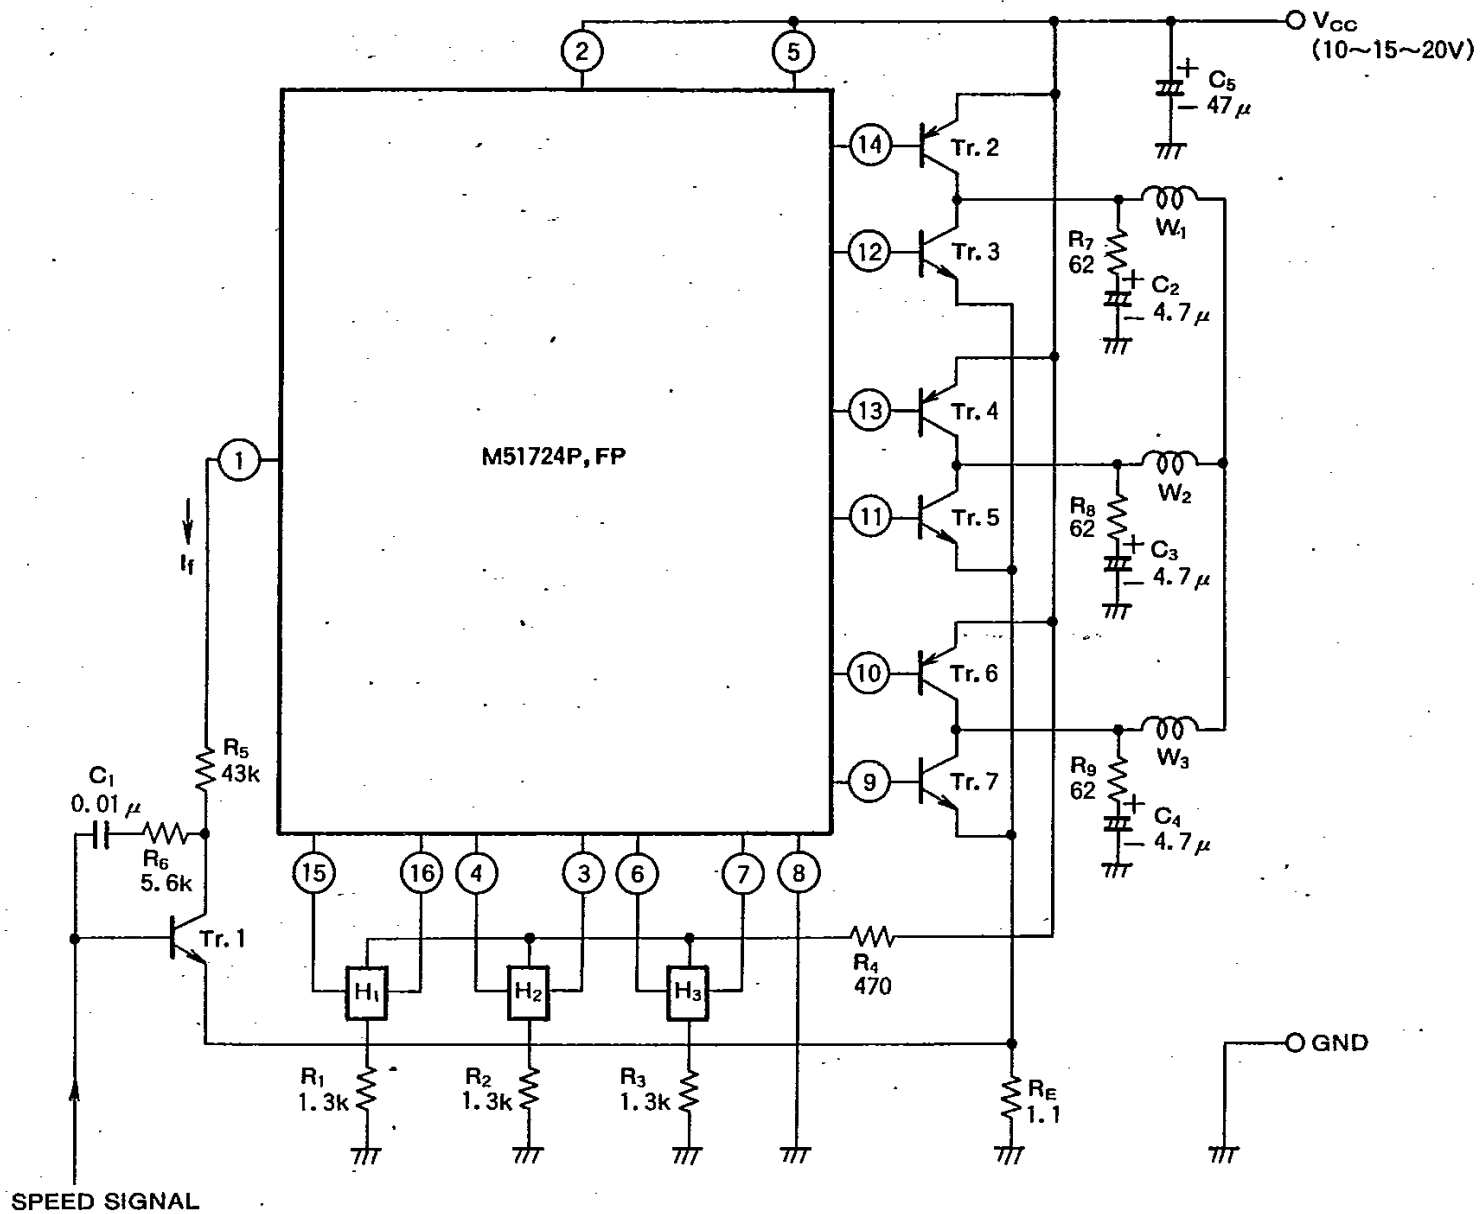 VCC
(10~15~20V)
2
5
C5
47μ
14
Tr.2
12
Tr.3
W1
R7
62
C2
4.7μ
13
Tr.4
M51724P, FP
1
W2
11
Tr.5
R8
62
C3
4.7μ
If
10
Tr.6
R5
43k
W3
9
Tr.7
R9
62
C4
4.7μ
C1
0.01μ
R6
5.6k
15
16
4
3
6
7
8
Tr.1
R4
470
H1
H2
H3
GND
R1
1.3k
R2
1.3k
R3
1.3k
RE
1.1
SPEED SIGNAL